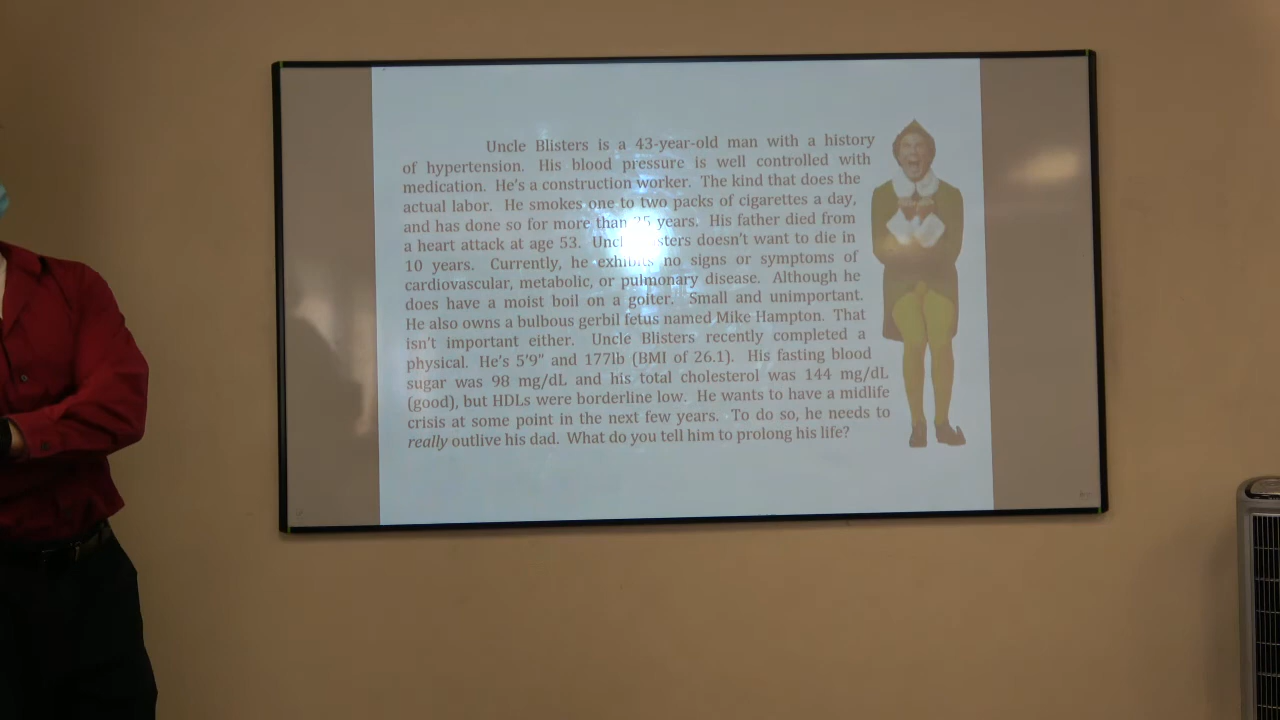 Uncle Blisters is a 43-year-old man with a history
of hypertension. His blood pressure is well controlled with
medication. He's a construction worker. The kind that does the
actual labor. He smokes one to two packs of cigarettes a day,
and has done so for more than 25 years. His father died from
a heart attack at age 53. Uncle Blisters doesn't want to die in
10 years. Currently, he exhibits no signs or symptoms of
cardiovascular, metabolic, or pulmonary disease. Although he
does have a moist boil on a goiter. Small and unimportant.
He also owns a bulbous gerbil fetus named Mike Hampton. That
isn't important either. Uncle Blisters recently completed a
physical. He's 5'9" and 177lb (BMI of 26.1). His fasting blood
sugar was 98 mg/dL and his total cholesterol was 144 mg/dL
(good), but HDLs were borderline low. He wants to have a midlife
crisis at some point in the next few years. To do so, he needs to
really outlive his dad. What do you tell him to prolong his life?